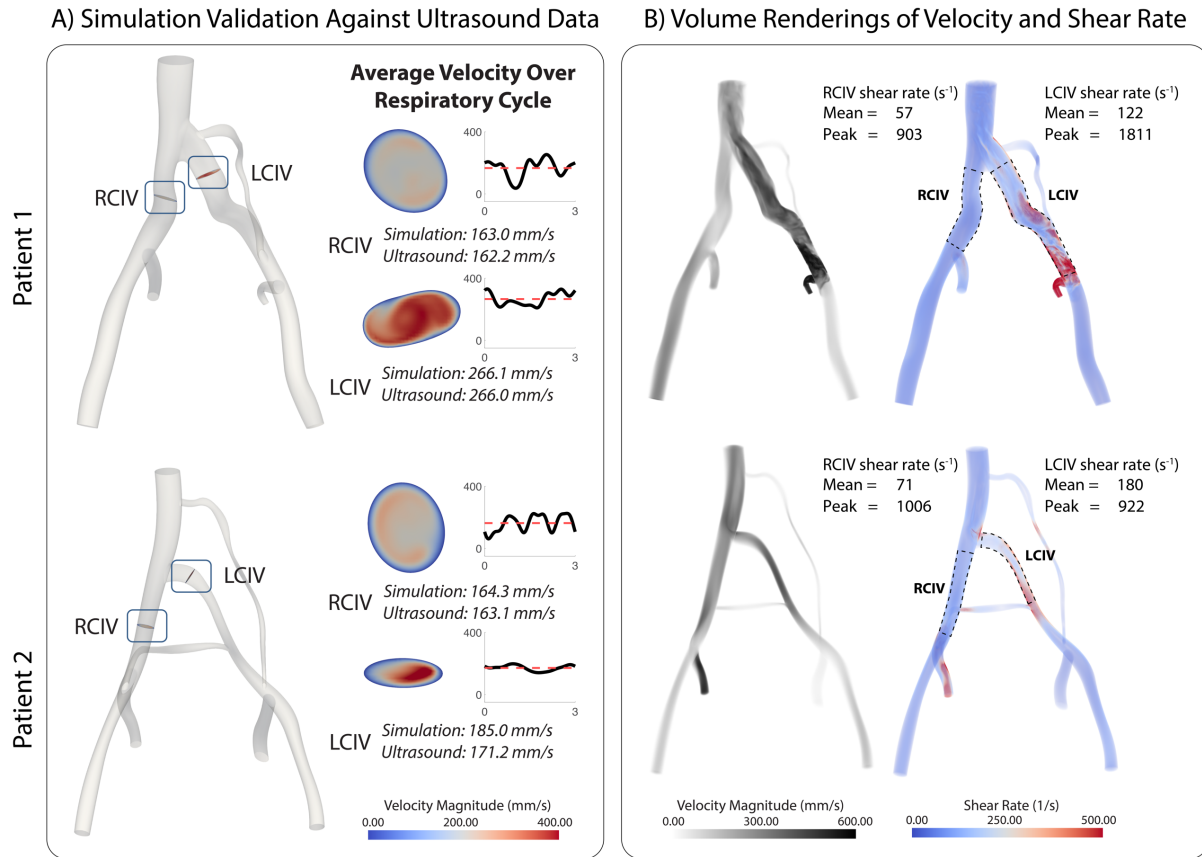 A) Simulation Validation Against Ultrasound Data
Patient 1
Average Velocity Over
Respiratory Cycle
RCIV
LCIV
400
0
0
3
RCIV
Simulation: 163.0 mm/s
Ultrasound: 162.2 mm/s
400
0
0
3
LCIV
Simulation: 266.1 mm/s
Ultrasound: 266.0 mm/s
Patient 2
RCIV
LCIV
400
0
0
3
RCIV
Simulation: 164.3 mm/s
Ultrasound: 163.1 mm/s
400
0
0
3
LCIV
Simulation: 185.0 mm/s
Ultrasound: 171.2 mm/s
Velocity Magnitude (mm/s)
0.00 200.00 400.00
B) Volume Renderings of Velocity and Shear Rate
RCIV shear rate (s⁻¹)
Mean = 57
Peak = 903
LCIV shear rate (s⁻¹)
Mean = 122
Peak = 1811
RCIV
LCIV
RCIV shear rate (s⁻¹)
Mean = 71
Peak = 1006
LCIV shear rate (s⁻¹)
Mean = 180
Peak = 922
LCIV
RCIV
Velocity Magnitude (mm/s)
0.00 300.00 600.00
Shear Rate (1/s)
0.00 250.00 500.00